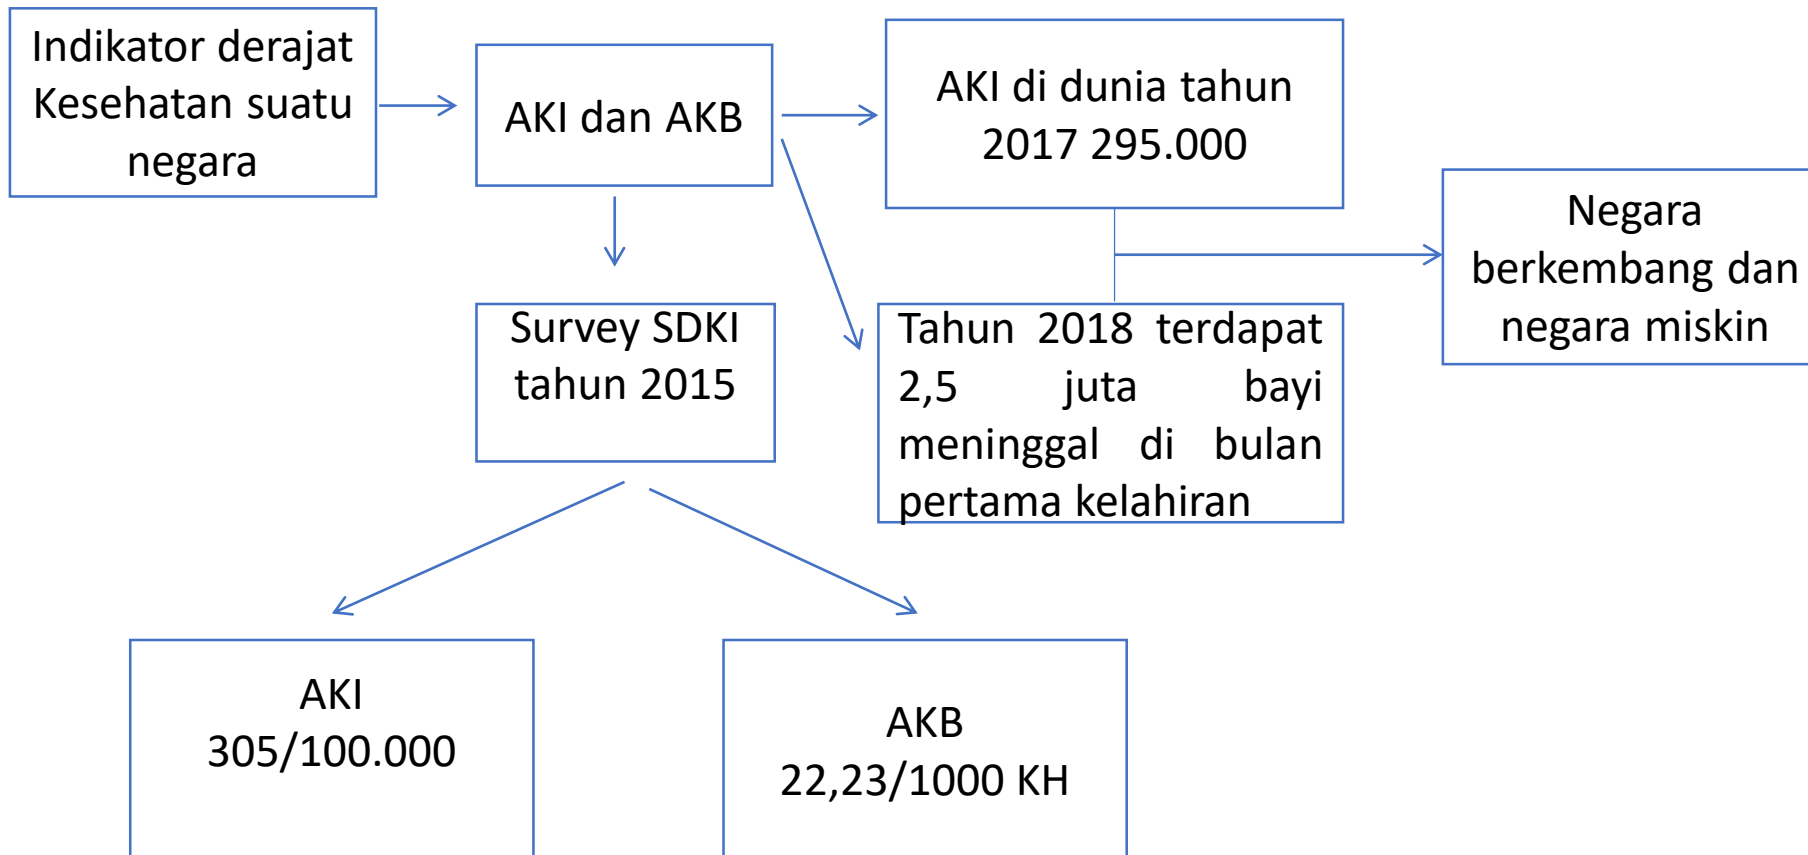 Indikator derajat
Kesehatan suatu
negara
AKI dan AKB
AKI di dunia tahun
2017 295.000
Negara
berkembang dan
negara miskin
Survey SDKI
tahun 2015
Tahun 2018 terdapat
2,5 juta bayi
meninggal di bulan
pertama kelahiran
AKI
305/100.000
AKB
22,23/1000 KH